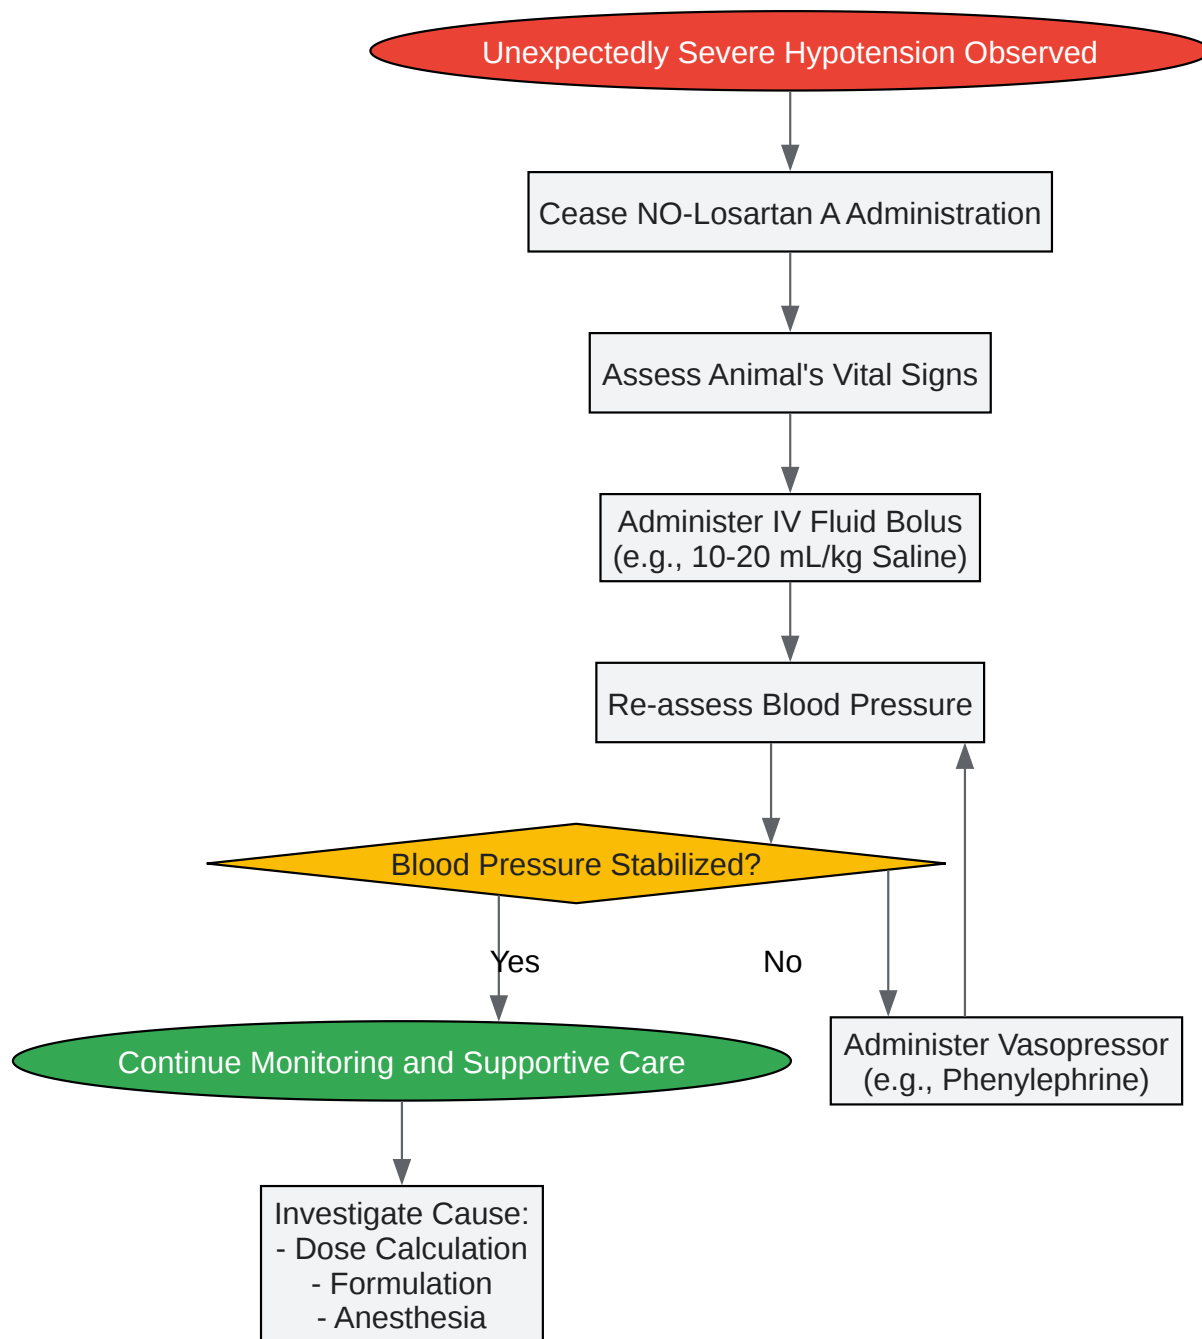 Unexpectedly Severe Hypotension Observed
Cease NO-Losartan A Administration
Assess Animal's Vital Signs
Administer IV Fluid Bolus
(e.g., 10-20 mL/kg Saline)
Re-assess Blood Pressure
Blood Pressure Stabilized?
Yes
No
Continue Monitoring and Supportive Care
Administer Vasopressor
(e.g., Phenylephrine)
Investigate Cause:
- Dose Calculation
- Formulation
- Anesthesia